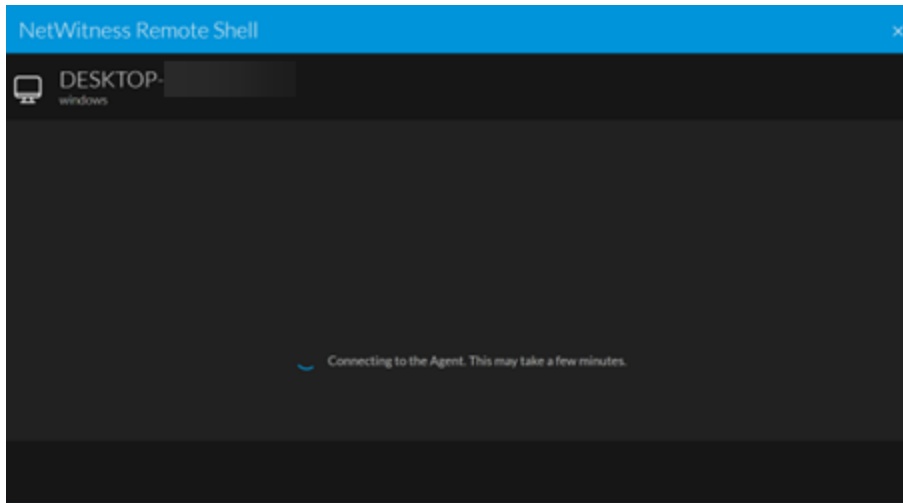 NetWitness Remote Shell
DESKTOP-
windows
Connecting to the Agent. This may take a few minutes.